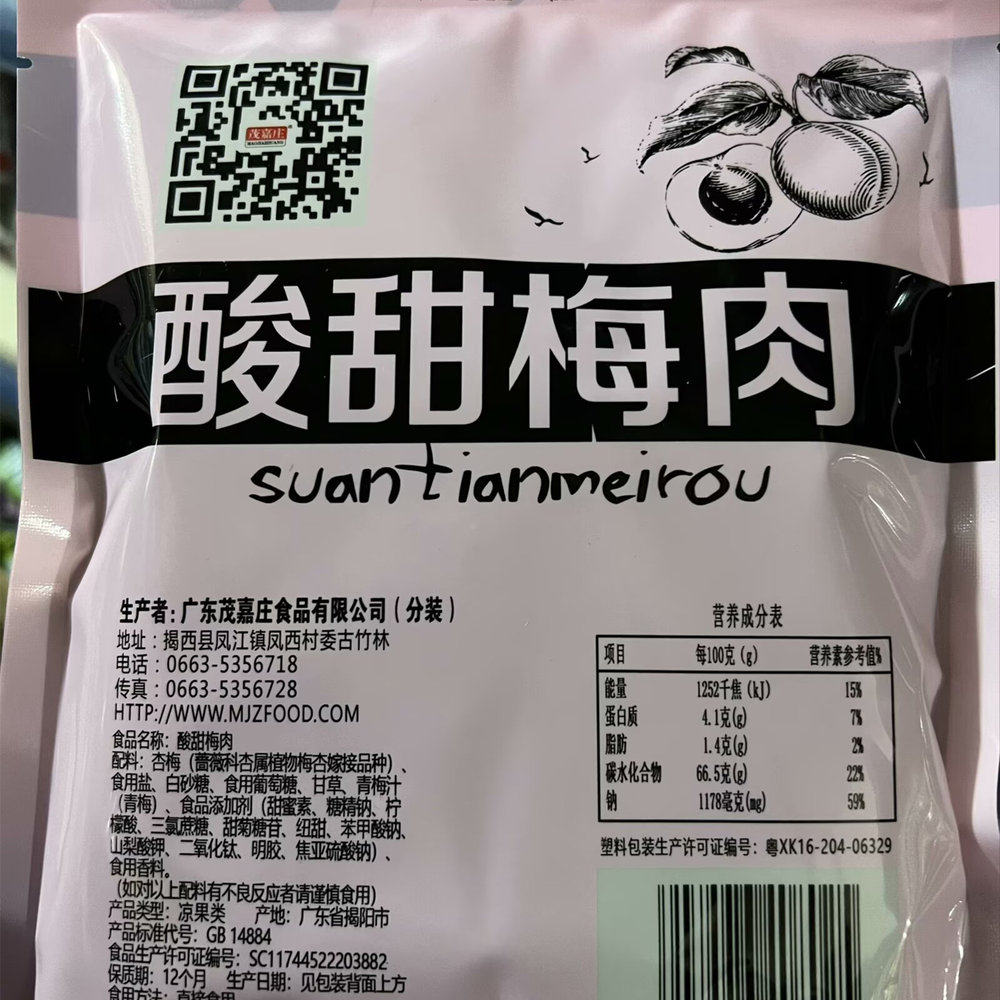 茂嘉庄
MAOJIAZHUANG
酸甜梅肉
suantianmeirou
生产者：广东茂嘉庄食品有限公司（分装）
地址：揭西县凤江镇凤西村委古竹林
电话：0663-5356718
传真：0663-5356728
HTTP://WWW.MJZFOOD.COM
食品名称：酸甜梅肉
配料：杏梅（蔷薇科杏属植物梅杏嫁接品种）、
食用盐、白砂糖、食用葡萄糖、甘草、青梅汁
（青梅）、食品添加剂（甜蜜素、糖精钠、柠
檬酸、三氯蔗糖、甜菊糖苷、纽甜、苯甲酸钠、
山梨酸钾、二氧化钛、明胶、焦亚硫酸钠）、
食用香料。
（如对以上配料有不良反应者请谨慎食用）
产品类型：凉果类 产地：广东省揭阳市
产品标准代号：GB 14884
食品生产许可证编号：SC11744522203882
保质期：12个月 生产日期：见包装背面上方
食用方法：直接食用
营养成分表
项目 每100克（g） 营养素参考值%
能量 1252千焦（kJ） 15%
蛋白质 4.1克(g) 7%
脂肪 1.4克(g) 2%
碳水化合物 66.5克(g) 22%
钠 1178毫克(mg) 59%
塑料包装生产许可证编号：粤XK16-204-06329